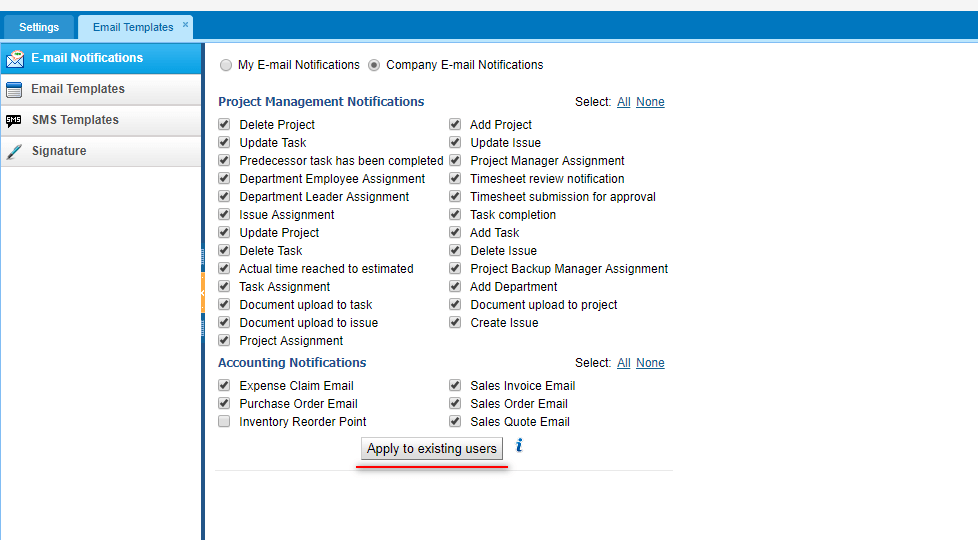 Settings
Email Templates ×
E-mail Notifications
Email Templates
SMS SMS Templates
Signature
My E-mail Notifications Company E-mail Notifications
Project Management Notifications Select: All None
Delete Project Add Project
Update Task Update Issue
Predecessor task has been completed Project Manager Assignment
Department Employee Assignment Timesheet review notification
Department Leader Assignment Timesheet submission for approval
Issue Assignment Task completion
Update Project Add Task
Delete Task Delete Issue
Actual time reached to estimated Project Backup Manager Assignment
Task Assignment Add Department
Document upload to task Document upload to project
Document upload to issue Create Issue
Project Assignment
Accounting Notifications Select: All None
Expense Claim Email Sales Invoice Email
Purchase Order Email Sales Order Email
Inventory Reorder Point Sales Quote Email
Apply to existing users i